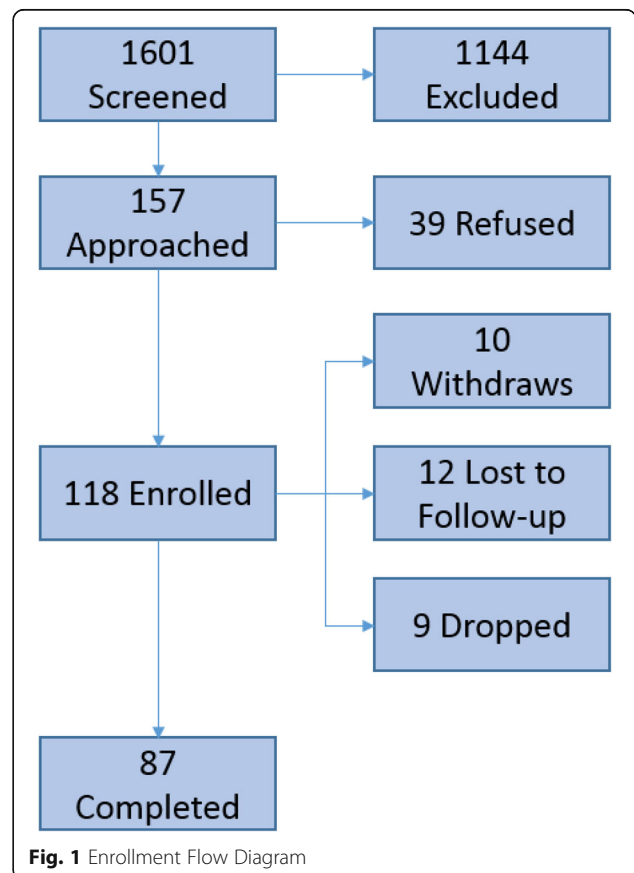 1601
Screened
1144
Excluded
157
Approached
39 Refused
10
Withdraws
118 Enrolled
12 Lost to
Follow-up
9 Dropped
87
Completed
Fig. 1 Enrollment Flow Diagram